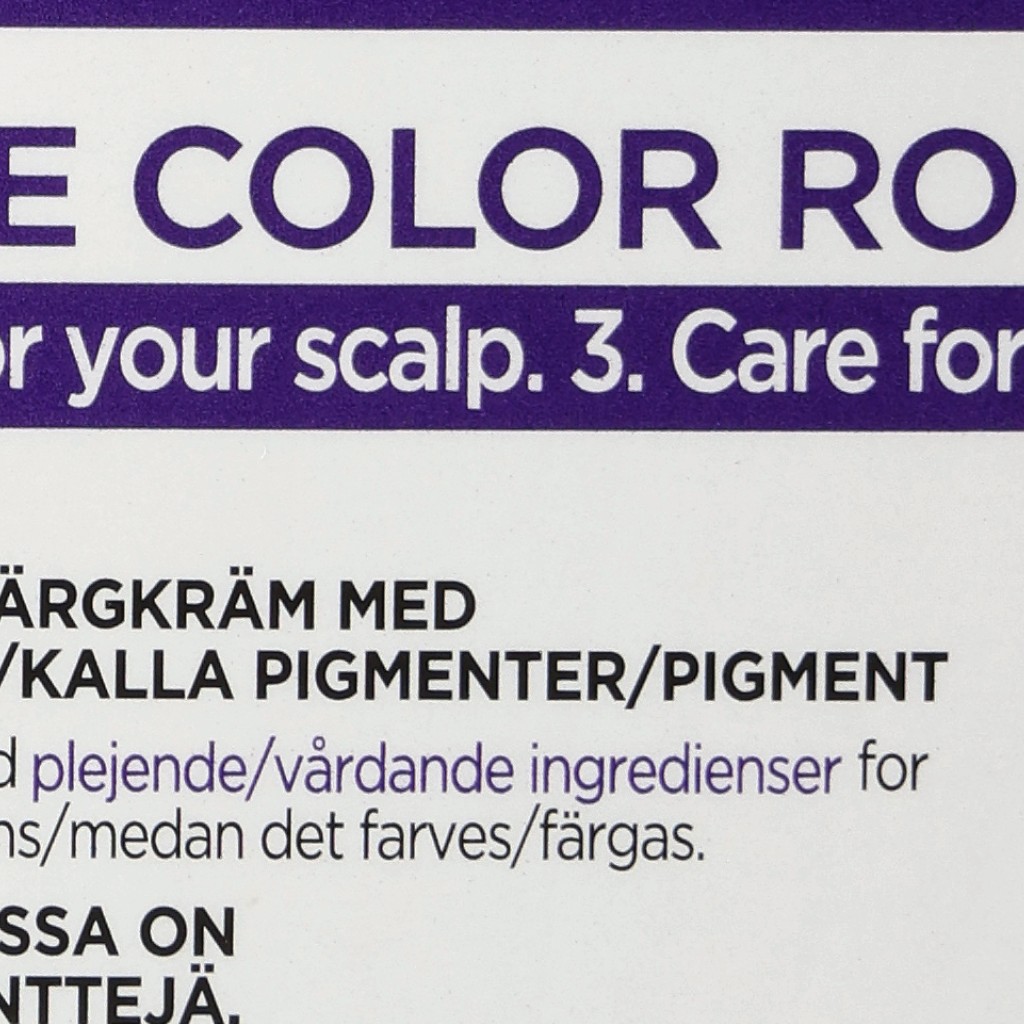 E COLOR RO
or your scalp. 3. Care for
ÄRGKRÄM MED
/KALLA PIGMENTER/PIGMENT
d plejende/vårdande ingredienser for
ns/medan det farves/färgas.
SSA ON
NTTEJÄ.